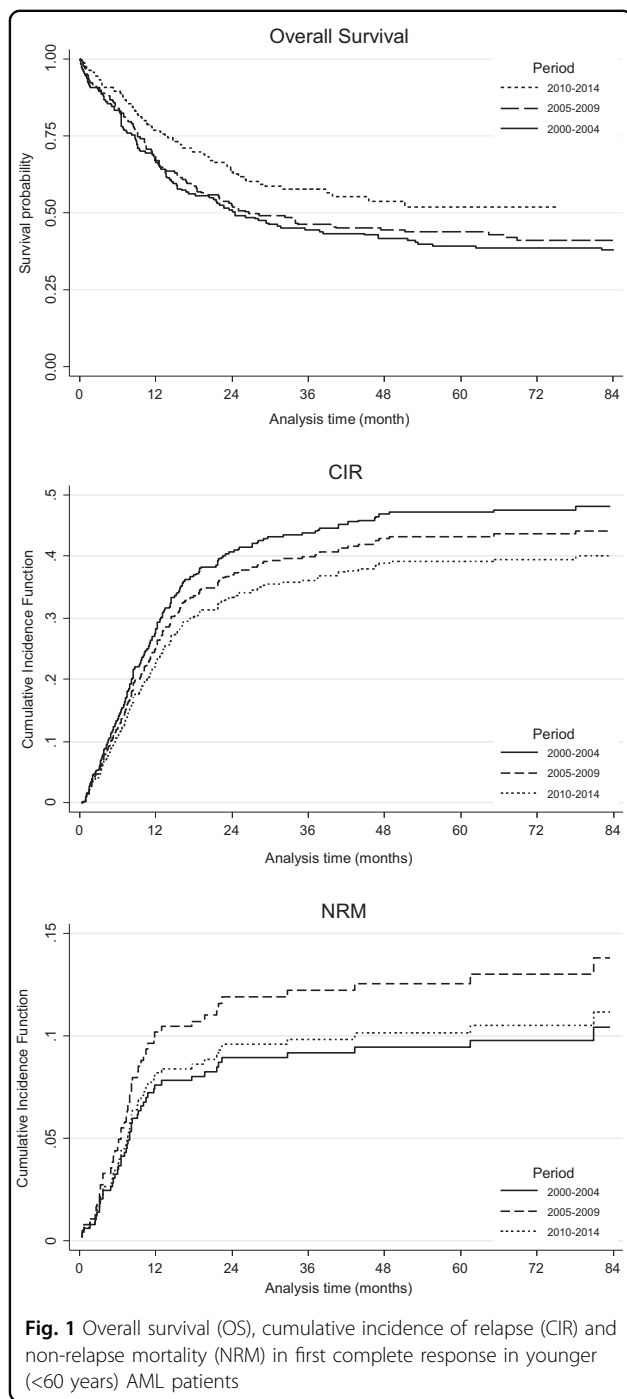 Overall Survival
Survival probability
1.00
0.75
0.50
0.25
0.00
Period
2010-2014
2005-2009
2000-2004
0 12 24 36 48 60 72 84
Analysis time (month)
CIR
Cumulative Incidence Function
.5
.4
.3
.2
.1
0
Period
2000-2004
2005-2009
2010-2014
0 12 24 36 48 60 72 84
Analysis time (months)
NRM
Cumulative Incidence Function
.15
.1
.05
0
Period
2000-2004
2005-2009
2010-2014
0 12 24 36 48 60 72 84
Analysis time (months)
Fig. 1 Overall survival (OS), cumulative incidence of relapse (CIR) and
non-relapse mortality (NRM) in first complete response in younger
(<60 years) AML patients